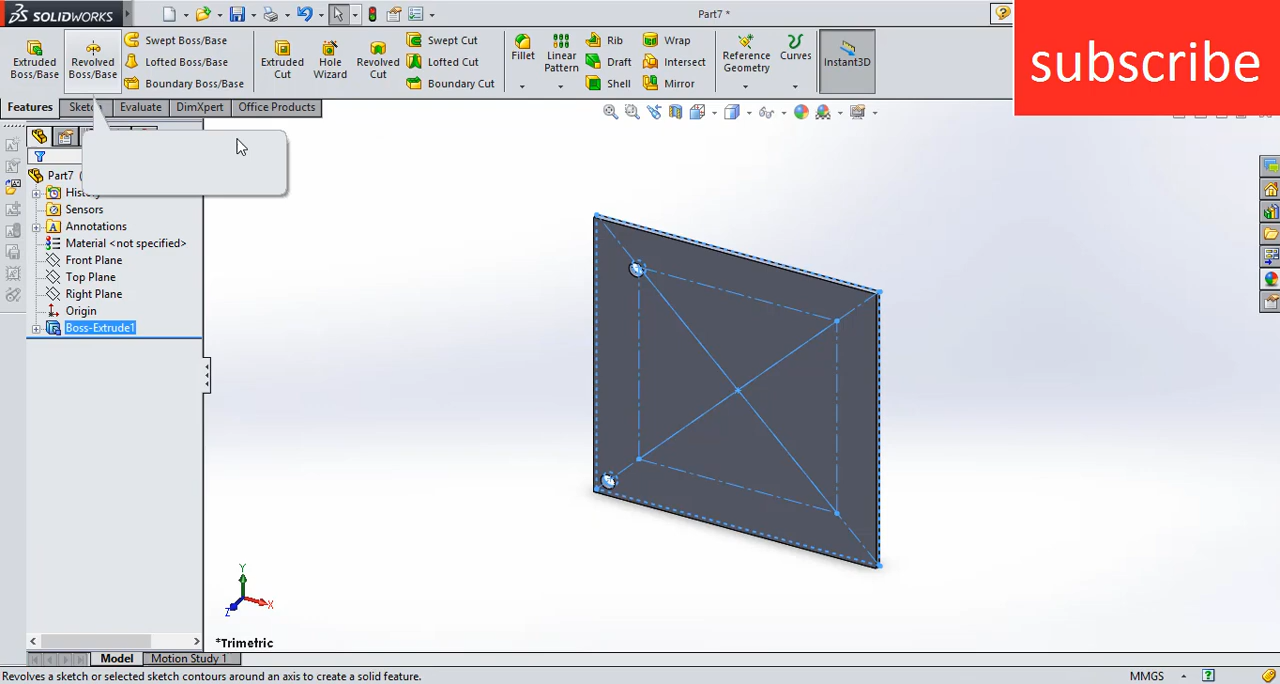 SOLIDWORKS
Part7 *
subscribe
Extruded
Boss/Base
Revolved
Boss/Base
Swept Boss/Base
Lofted Boss/Base
Boundary Boss/Base
Extruded
Cut
Hole
Wizard
Revolved
Cut
Swept Cut
Lofted Cut
Boundary Cut
Fillet
Linear
Pattern
Rib
Draft
Shell
Wrap
Intersect
Mirror
Reference
Geometry
Curves
Instant3D
Features
Sketch
Evaluate
DimXpert
Office Products
Part7 (
History
Sensors
Annotations
Material <not specified>
Front Plane
Top Plane
Right Plane
Origin
Boss-Extrude1
Y
X
Z
*Trimetric
Model
Motion Study 1
Revolves a sketch or selected sketch contours around an axis to create a solid feature.
MMGS